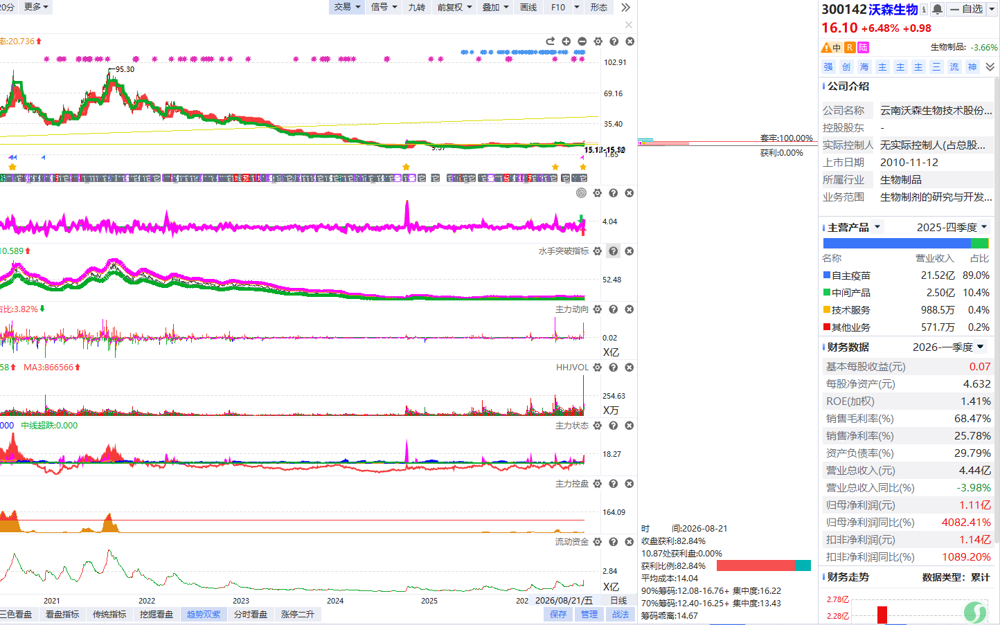 20分 更多 交易 信号 九转 前复权 叠加 画线 F10 形态
率:20.736
95.30
102.91
69.16
35.40
1.65
4.04
10.589 水手突破指标
52.48
占比:3.82% 主力动向
0.02
X亿
58 MA3:866566 HHJVOL
254.63
X万
000 中线超跌:0.000 主力状态
18.27
主力控盘
164.09
流动资金
2.84
X亿
2021 2022 2023 2024 2025 202 2026/08/21/五 日线
三色看盘 看盘指标 传统指标 挖掘看盘 趋势双紫 分时看盘 涨停二升 保存 管理 战法
套牢:100.00%
获利:0.00%
时 间:2026-08-21
收盘获利:82.84%
10.87处获利盘:0.00%
获利比例:82.84%
平均成本:14.04
90%筹码:12.08-16.76+ 集中度:16.22
70%筹码:12.40-16.25+ 集中度:13.43
筹码乖离:14.67
300142 沃森生物 自选
16.10 +6.48% +0.98
中 R 陆 生物制品: -3.66%
强 创 海 主 主 主 三 流 神
公司介绍
公司名称 云南沃森生物技术股份...
控股股东 -
实际控制人 无实际控制人(占总股...
上市日期 2010-11-12
所属行业 生物制品
业务范围 生物制剂的研究与开发...
主营产品 2025-四季度
名称 营业收入 占比
自主疫苗 21.52亿 89.0%
中间产品 2.50亿 10.4%
技术服务 988.5万 0.4%
其他业务 571.7万 0.2%
财务数据 2026-一季度
基本每股收益(元) 0.07
每股净资产(元) 4.632
ROE(加权) 1.41%
销售毛利率(%) 68.47%
销售净利率(%) 25.78%
资产负债率(%) 29.79%
营业总收入(元) 4.44亿
营业总收入同比(%) -3.98%
归母净利润(元) 1.11亿
归母净利润同比(%) 4082.41%
扣非净利润(元) 1.14亿
扣非净利润同比(%) 1089.20%
财务走势 数据类型: 累计
2.78亿
2.28亿